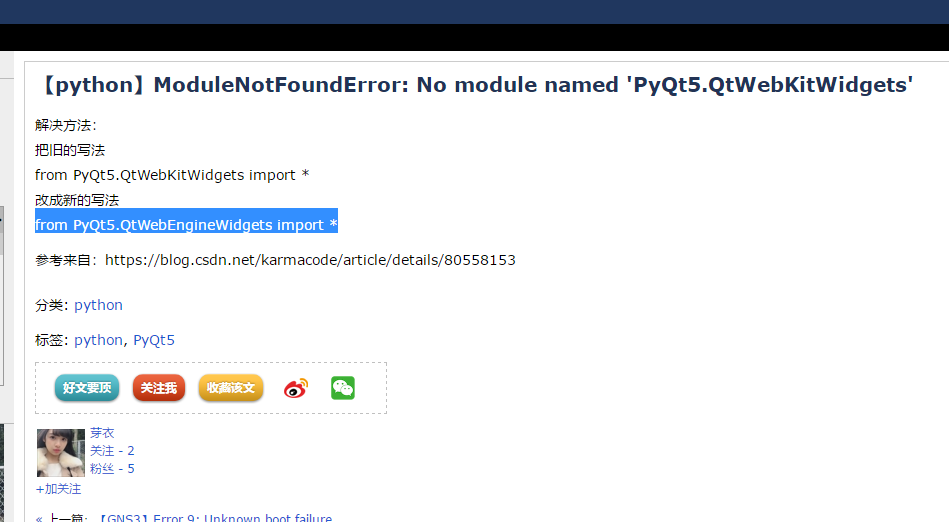 【python】ModuleNotFoundError: No module named 'PyQt5.QtWebKitWidgets'
解决方法：
把旧的写法
from PyQt5.QtWebKitWidgets import *
改成新的写法
from PyQt5.QtWebEngineWidgets import *
参考来自：https://blog.csdn.net/karmacode/article/details/80558153
分类: python
标签: python, PyQt5
好文要顶 关注我 收藏该文
芽衣
关注 - 2
粉丝 - 5
+加关注
« 上一篇：【GNS3】Error 9: Unknown boot failure